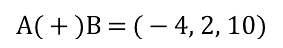 A( + )B = ( − 4, 2, 10)